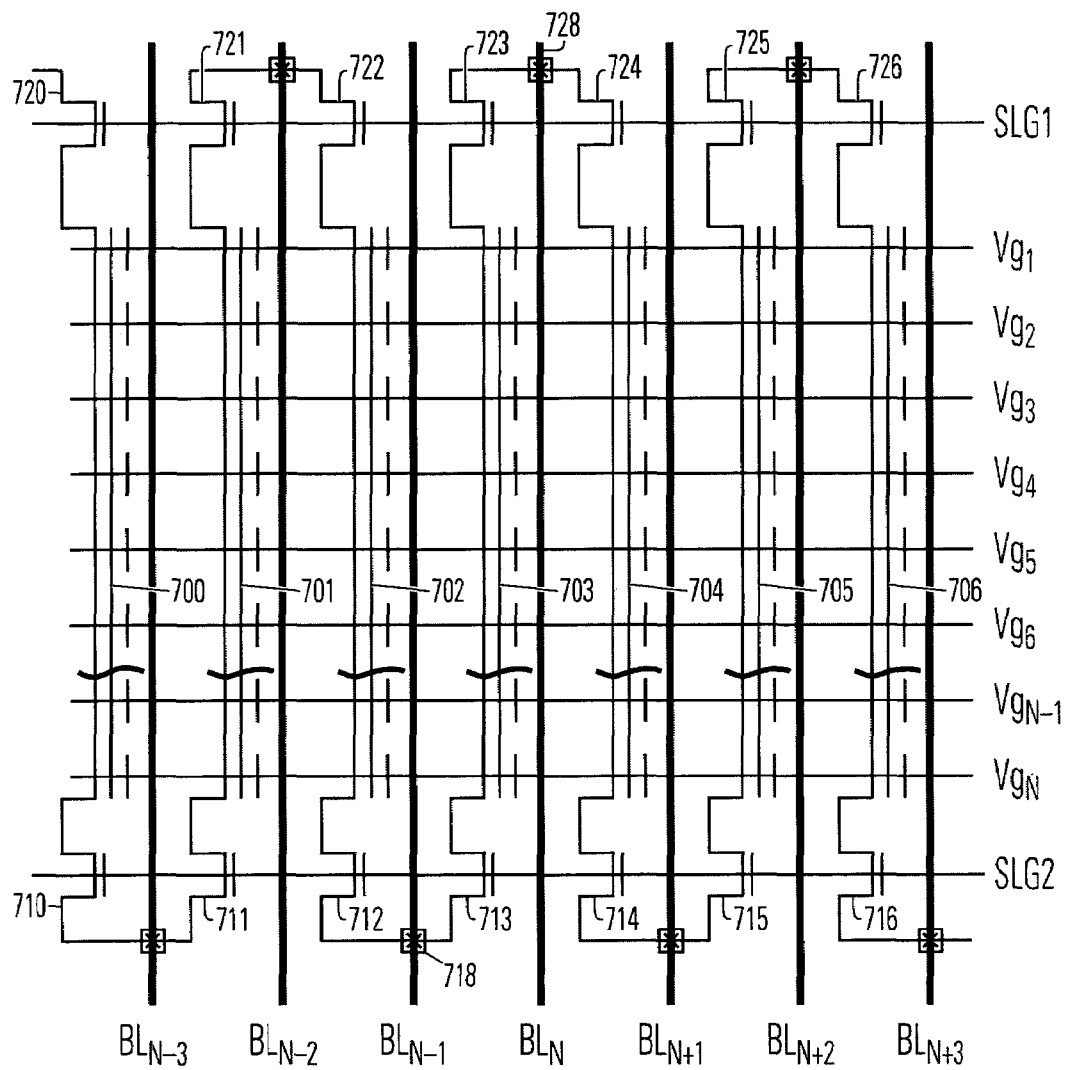 728
721 723 725
722 724 726
720
SLG1
Vg1
Vg2
Vg3
Vg4
Vg5
700 701 702 703 704 705 706
Vg6
VgN–1
VgN
SLG2
710 711 712 713 714 715 716
718
BLN–3 BLN–2 BLN–1 BLN BLN+1 BLN+2 BLN+3